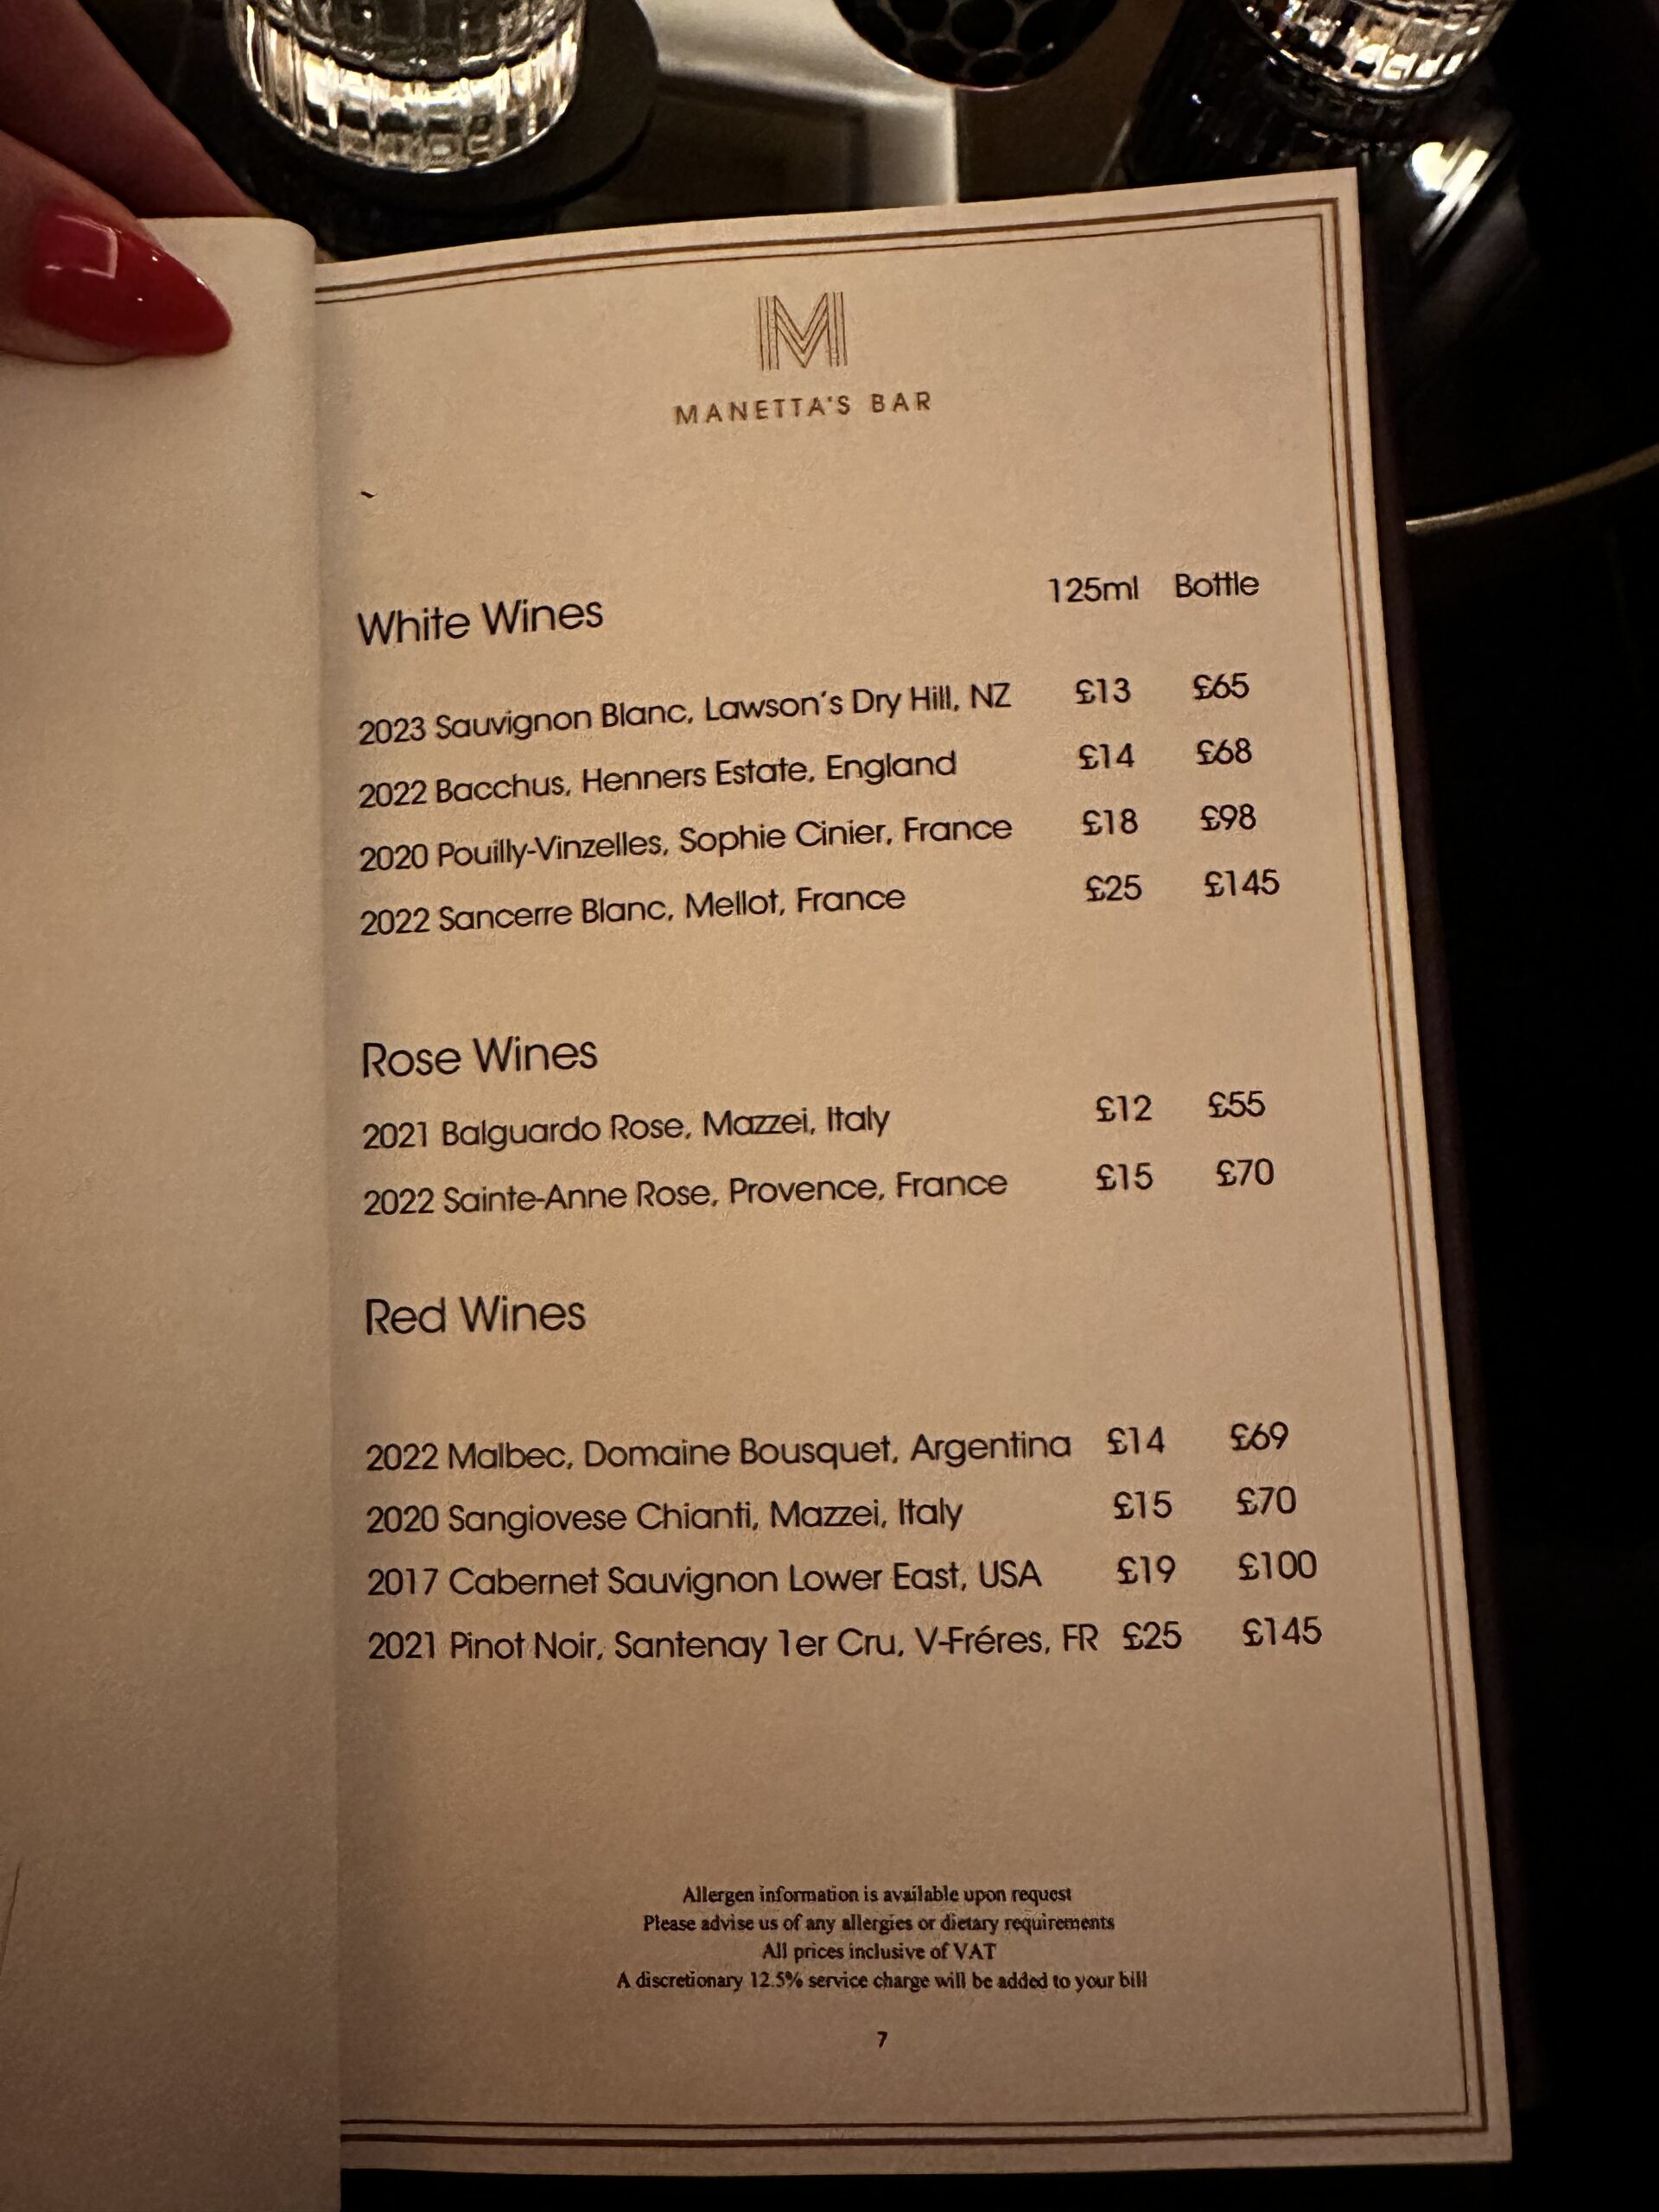 M
MANETTA'S BAR
125ml Bottle
White Wines
2023 Sauvignon Blanc, Lawson's Dry Hill, NZ £13 £65
2022 Bacchus, Henners Estate, England £14 £68
2020 Pouilly-Vinzelles, Sophie Cinier, France £18 £98
2022 Sancerre Blanc, Mellot, France £25 £145
Rose Wines
2021 Balguardo Rose, Mazzei, Italy £12 £55
2022 Sainte-Anne Rose, Provence, France £15 £70
Red Wines
2022 Malbec, Domaine Bousquet, Argentina £14 £69
2020 Sangiovese Chianti, Mazzei, Italy £15 £70
2017 Cabernet Sauvignon Lower East, USA £19 £100
2021 Pinot Noir, Santenay 1er Cru, V-Fréres, FR £25 £145
Allergen information is available upon request
Please advise us of any allergies or dietary requirements
All prices inclusive of VAT
A discretionary 12.5% service charge will be added to your bill
7